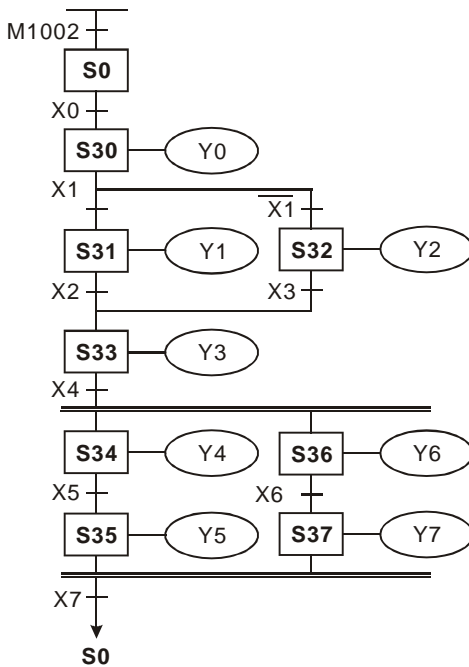 M1002
S0
X0
S30 Y0
X1 X̅1̅
S31 Y1 S32 Y2
X2 X3
S33 Y3
X4
S34 Y4 S36 Y6
X5 X6
S35 Y5 S37 Y7
X7
S0